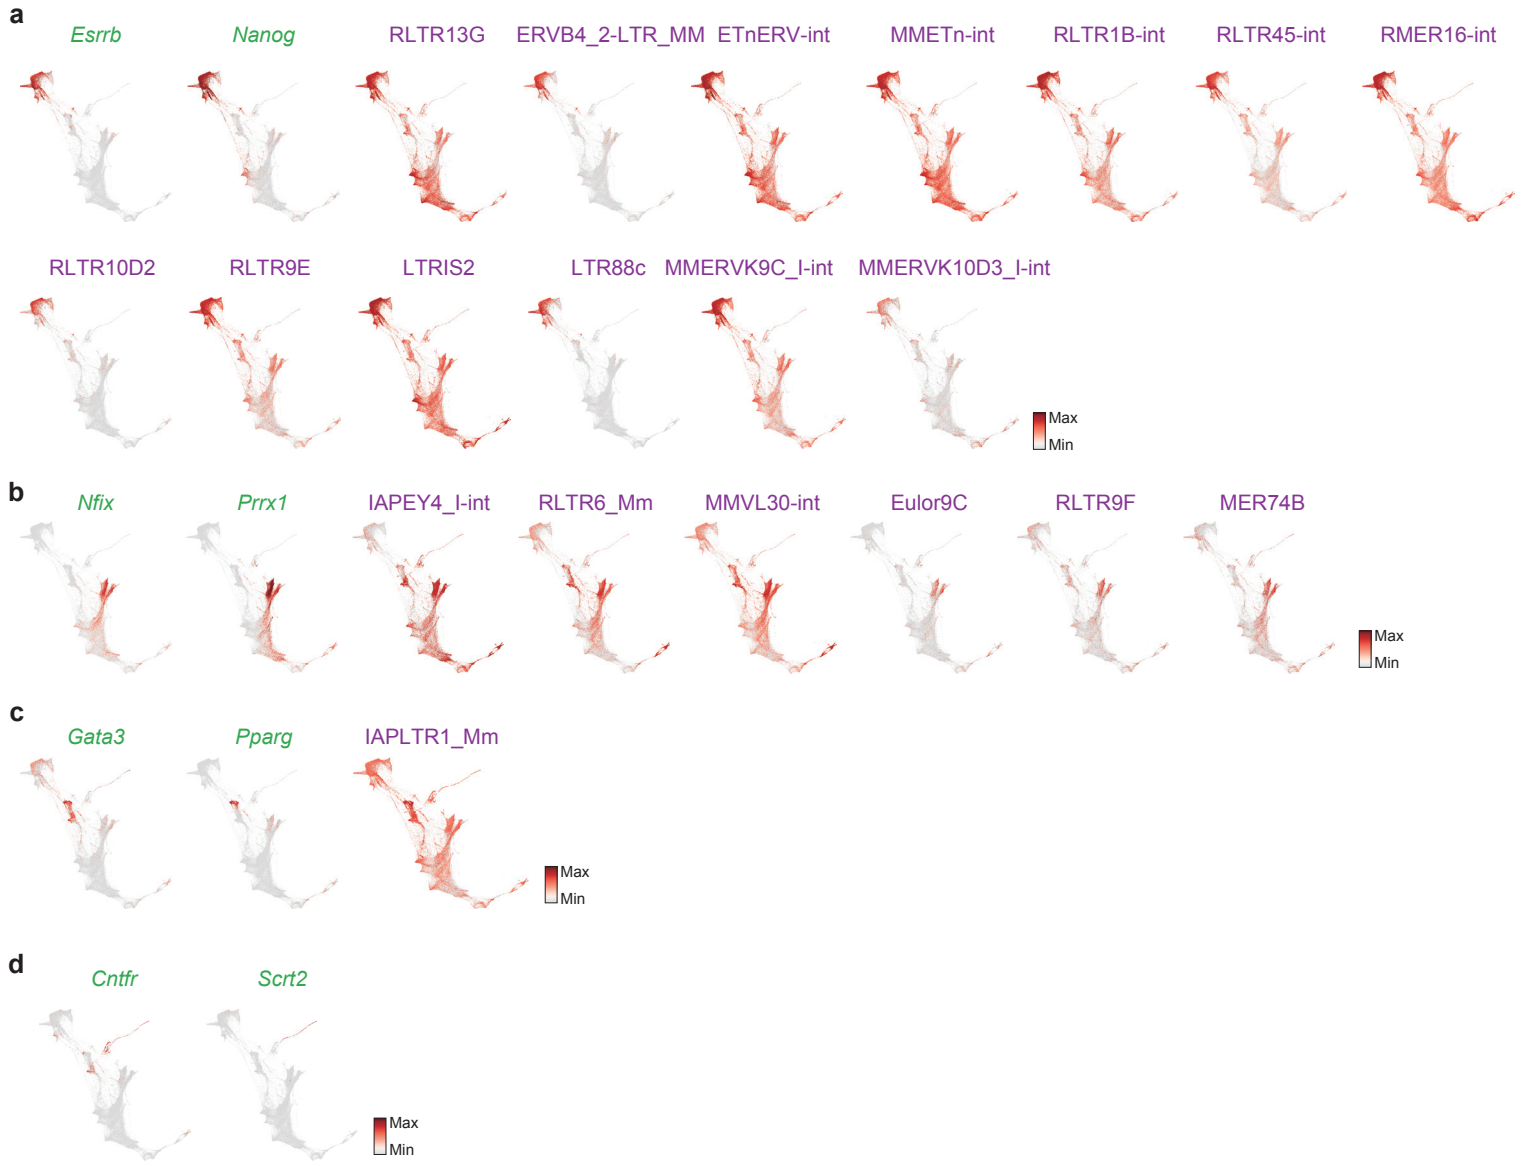 a
Esrrb Nanog RLTR13G ERVB4_2-LTR_MM ETnERV-int MMETn-int RLTR1B-int RLTR45-int RMER16-int
RLTR10D2 RLTR9E LTRIS2 LTR88c MMERVK9C_I-int MMERVK10D3_I-int
Max
Min
b
Nfix Prrx1 IAPEY4_I-int RLTR6_Mm MMVL30-int Eulor9C RLTR9F MER74B
Max
Min
c
Gata3 Pparg IAPLTR1_Mm
Max
Min
d
Cntfr Scrt2
Max
Min